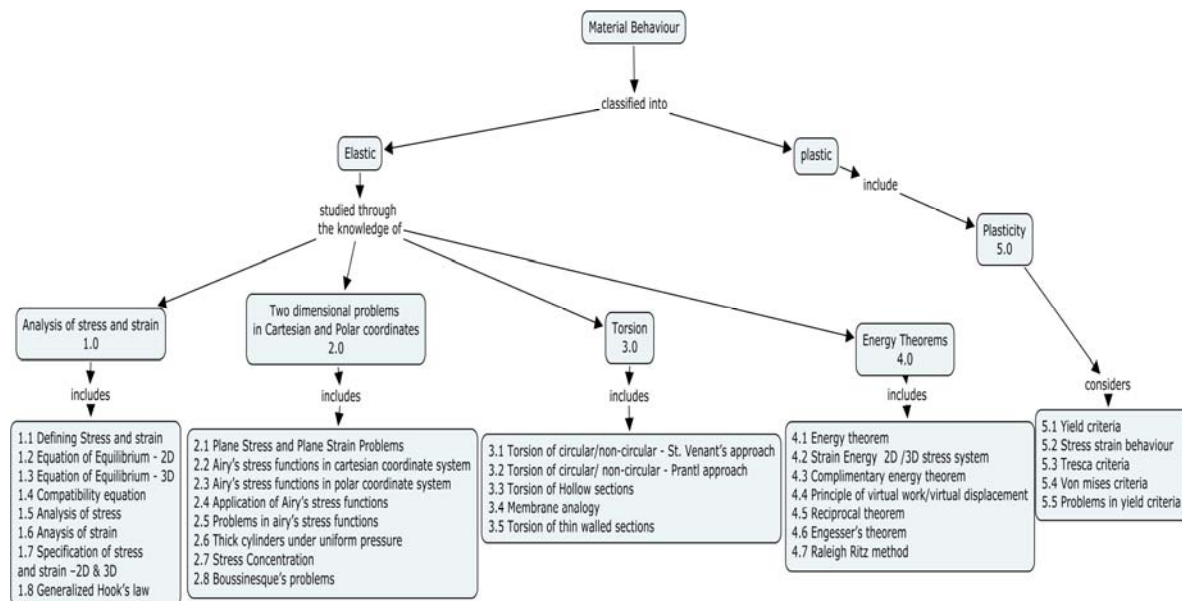 Material Behaviour
classified into
Elastic
plastic
include
studied through
the knowledge of
Plasticity
5.0
Analysis of stress and strain
1.0
Two dimensional problems
in Cartesian and Polar coordinates
2.0
Torsion
3.0
Energy Theorems
4.0
includes
includes
includes
includes
considers
1.1 Defining Stress and strain
1.2 Equation of Equilibrium - 2D
1.3 Equation of Equilibrium - 3D
1.4 Compatibility equation
1.5 Analysis of stress
1.6 Anaysis of strain
1.7 Specification of stress
and strain –2D & 3D
1.8 Generalized Hook's law
2.1 Plane Stress and Plane Strain Problems
2.2 Airy's stress functions in cartesian coordinate system
2.3 Airy's stress functions in polar coordinate system
2.4 Application of Airy's stress functions
2.5 Problems in airy's stress functions
2.6 Thick cylinders under uniform pressure
2.7 Stress Concentration
2.8 Boussinesque's problems
3.1 Torsion of circular/non-circular - St. Venant's approach
3.2 Torsion of circular/ non-circular - Prantl approach
3.3 Torsion of Hollow sections
3.4 Membrane analogy
3.5 Torsion of thin walled sections
4.1 Energy theorem
4.2 Strain Energy 2D /3D stress system
4.3 Complimentary energy theorem
4.4 Principle of virtual work/virtual displacement
4.5 Reciprocal theorem
4.6 Engesser's theorem
4.7 Raleigh Ritz method
5.1 Yield criteria
5.2 Stress strain behaviour
5.3 Tresca criteria
5.4 Von mises criteria
5.5 Problems in yield criteria